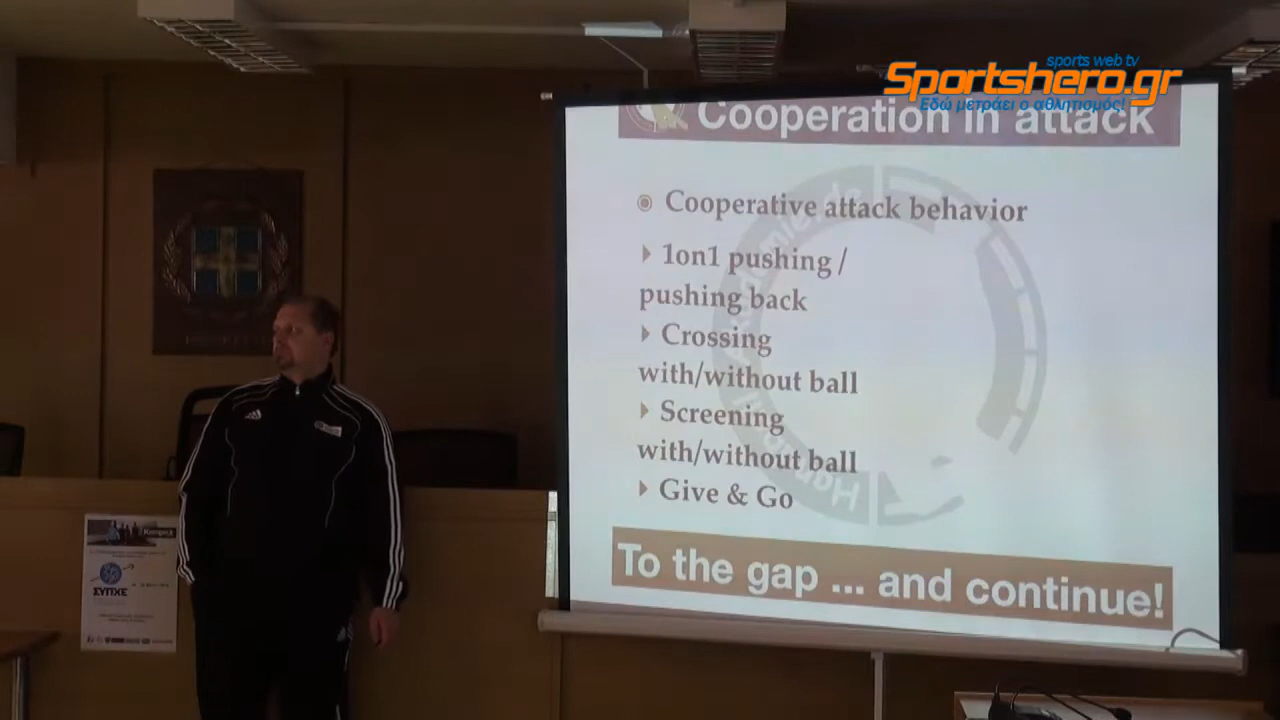 sports web tv
Sportshero.gr
Εδώ μετράει ο αθλητισμός!
Cooperation in attack
Cooperative attack behavior
1on1 pushing /
pushing back
Crossing
with/without ball
Screening
with/without ball
Give & Go
To the gap ... and continue!
Kempa
ΣΥΠΧΕ